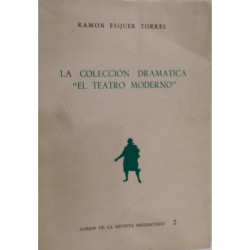 RAMON ESQUER TORRES
LA COLECCION DRAMATICA
"EL TEATRO MODERNO"
ANEJOS DE LA REVISTA SEGISMUNDO 2